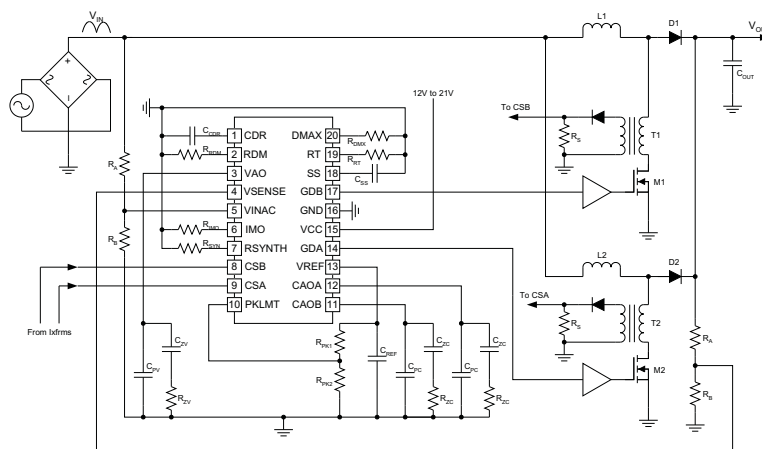 V_IN
L1
D1
V_O
C_OUT
12V to 21V
To CSB
R_S
T1
M1
C_CDR
1 CDR
DMAX 20
R_DMX
R_RDM
2 RDM
RT 19
R_RT
3 VAO
SS 18
C_SS
4 VSENSE
GDB 17
5 VINAC
GND 16
R_IMO
6 IMO
VCC 15
R_SYN
7 RSYNTH
GDA 14
8 CSB
VREF 13
9 CSA
CAOA 12
10 PKLMT
CAOB 11
R_A
R_B
From Ixfrms
L2
D2
To CSA
R_S
T2
M2
R_A
R_B
C_PV
C_ZV
R_ZV
R_PK1
R_PK2
C_REF
C_PC
C_ZC
R_ZC
C_PC
C_ZC
R_ZC